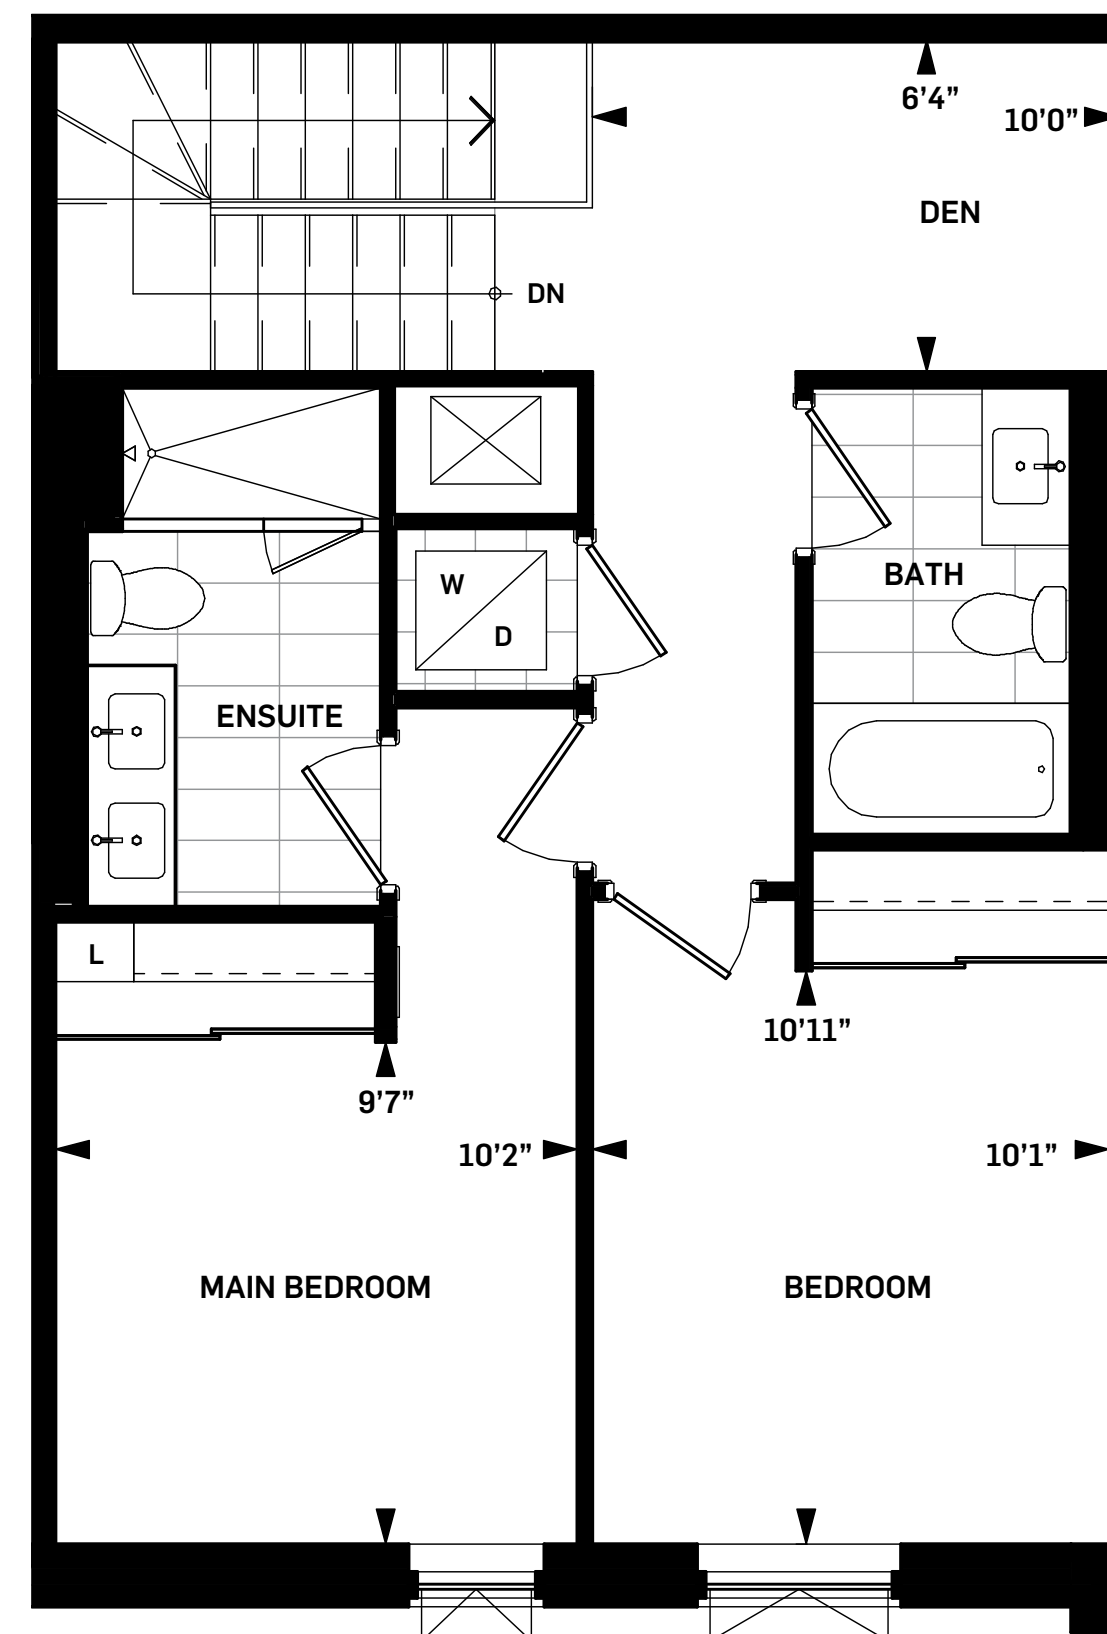 6’4”
10’0”
DEN
DN
BATH
W
D
ENSUITE
L
10’11”
9’7”
10’2”
10’1”
MAIN BEDROOM
BEDROOM